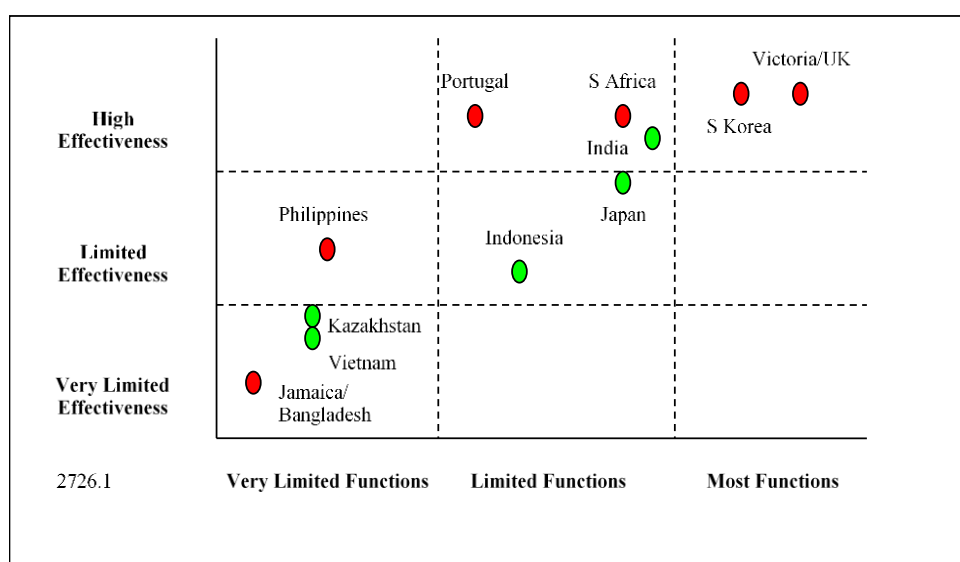 Victoria/UK
Portugal
S Africa
High
Effectiveness
S Korea
India
Philippines
Japan
Indonesia
Limited
Effectiveness
Kazakhstan
Vietnam
Very Limited
Effectiveness
Jamaica/
Bangladesh
2726.1
Very Limited Functions
Limited Functions
Most Functions